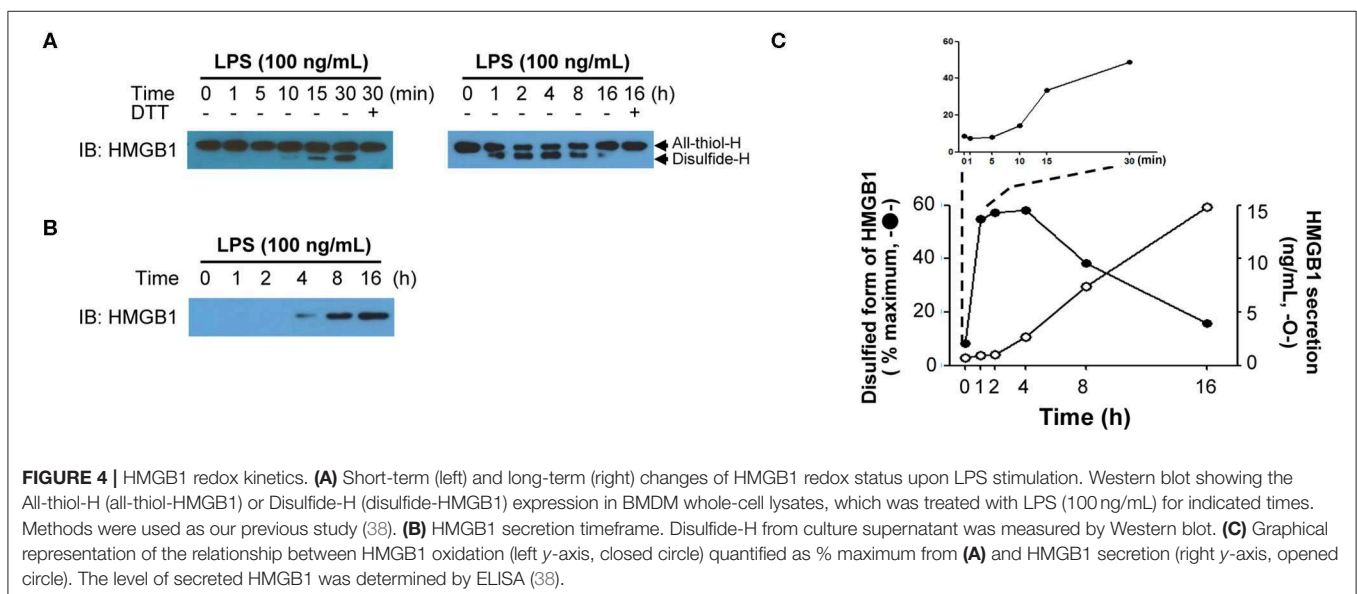 A
LPS (100 ng/mL)
Time 0 1 5 10 15 30 30 (min)
DTT - - - - - - +
IB: HMGB1
LPS (100 ng/mL)
0 1 2 4 8 16 16 (h)
- - - - - - +
All-thiol-H
Disulfide-H
B
LPS (100 ng/mL)
Time 0 1 2 4 8 16 (h)
IB: HMGB1
C
60
40
20
0
0 1 5 10 15 30 (min)
Disulfied form of HMGB1
( % maximum, -●-)
60
40
20
0
15
10
5
0
HMGB1 secretion
(ng/mL, -O-)
0 1 2 4 8 16
Time (h)
FIGURE 4 | HMGB1 redox kinetics. (A) Short-term (left) and long-term (right) changes of HMGB1 redox status upon LPS stimulation. Western blot showing the
All-thiol-H (all-thiol-HMGB1) or Disulfide-H (disulfide-HMGB1) expression in BMDM whole-cell lysates, which was treated with LPS (100 ng/mL) for indicated times.
Methods were used as our previous study (38). (B) HMGB1 secretion timeframe. Disulfide-H from culture supernatant was measured by Western blot. (C) Graphical
representation of the relationship between HMGB1 oxidation (left y-axis, closed circle) quantified as % maximum from (A) and HMGB1 secretion (right y-axis, opened
circle). The level of secreted HMGB1 was determined by ELISA (38).